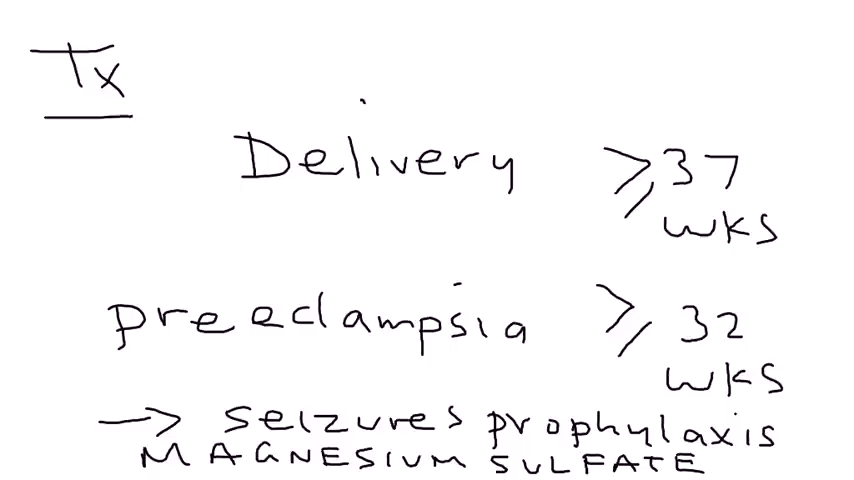 Tx
Delivery ≥ 37
wks
preeclampsia ≥ 32
wks
→ seizures prophylaxis
MAGNESIUM SULFATE